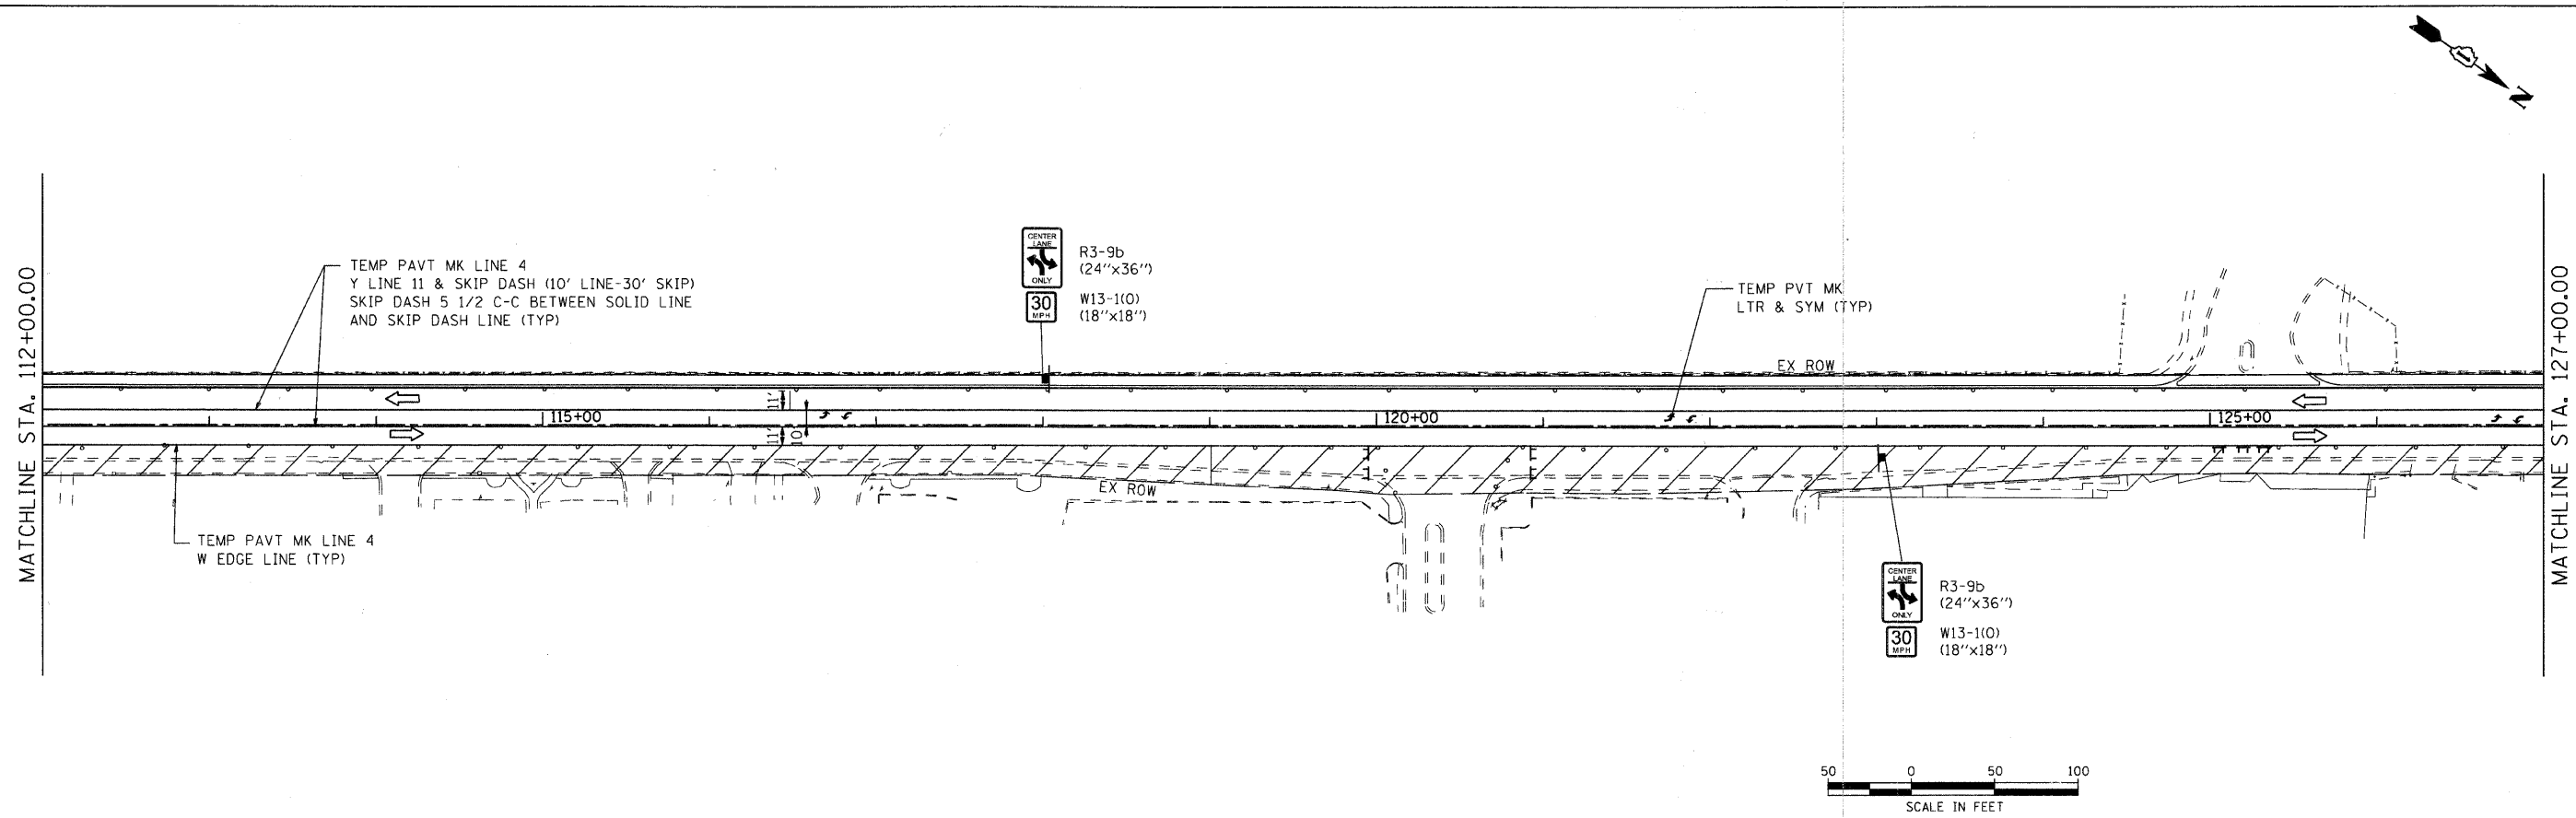 N
MATCHLINE STA. 112+00.00
TEMP PAVT MK LINE 4
Y LINE 11 & SKIP DASH (10' LINE-30' SKIP)
SKIP DASH 5 1/2 C-C BETWEEN SOLID LINE
AND SKIP DASH LINE (TYP)
CENTER
LANE
ONLY
R3-9b
(24''x36'')
30
MPH
W13-1(O)
(18''x18'')
TEMP PVT MK
LTR & SYM (TYP)
MATCHLINE STA. 127+00.00
EX ROW
11'
115+00
120+00
125+00
11'
10'
EX ROW
TEMP PAVT MK LINE 4
W EDGE LINE (TYP)
CENTER
LANE
ONLY
R3-9b
(24''x36'')
30
MPH
W13-1(O)
(18''x18'')
50 0 50 100
SCALE IN FEET